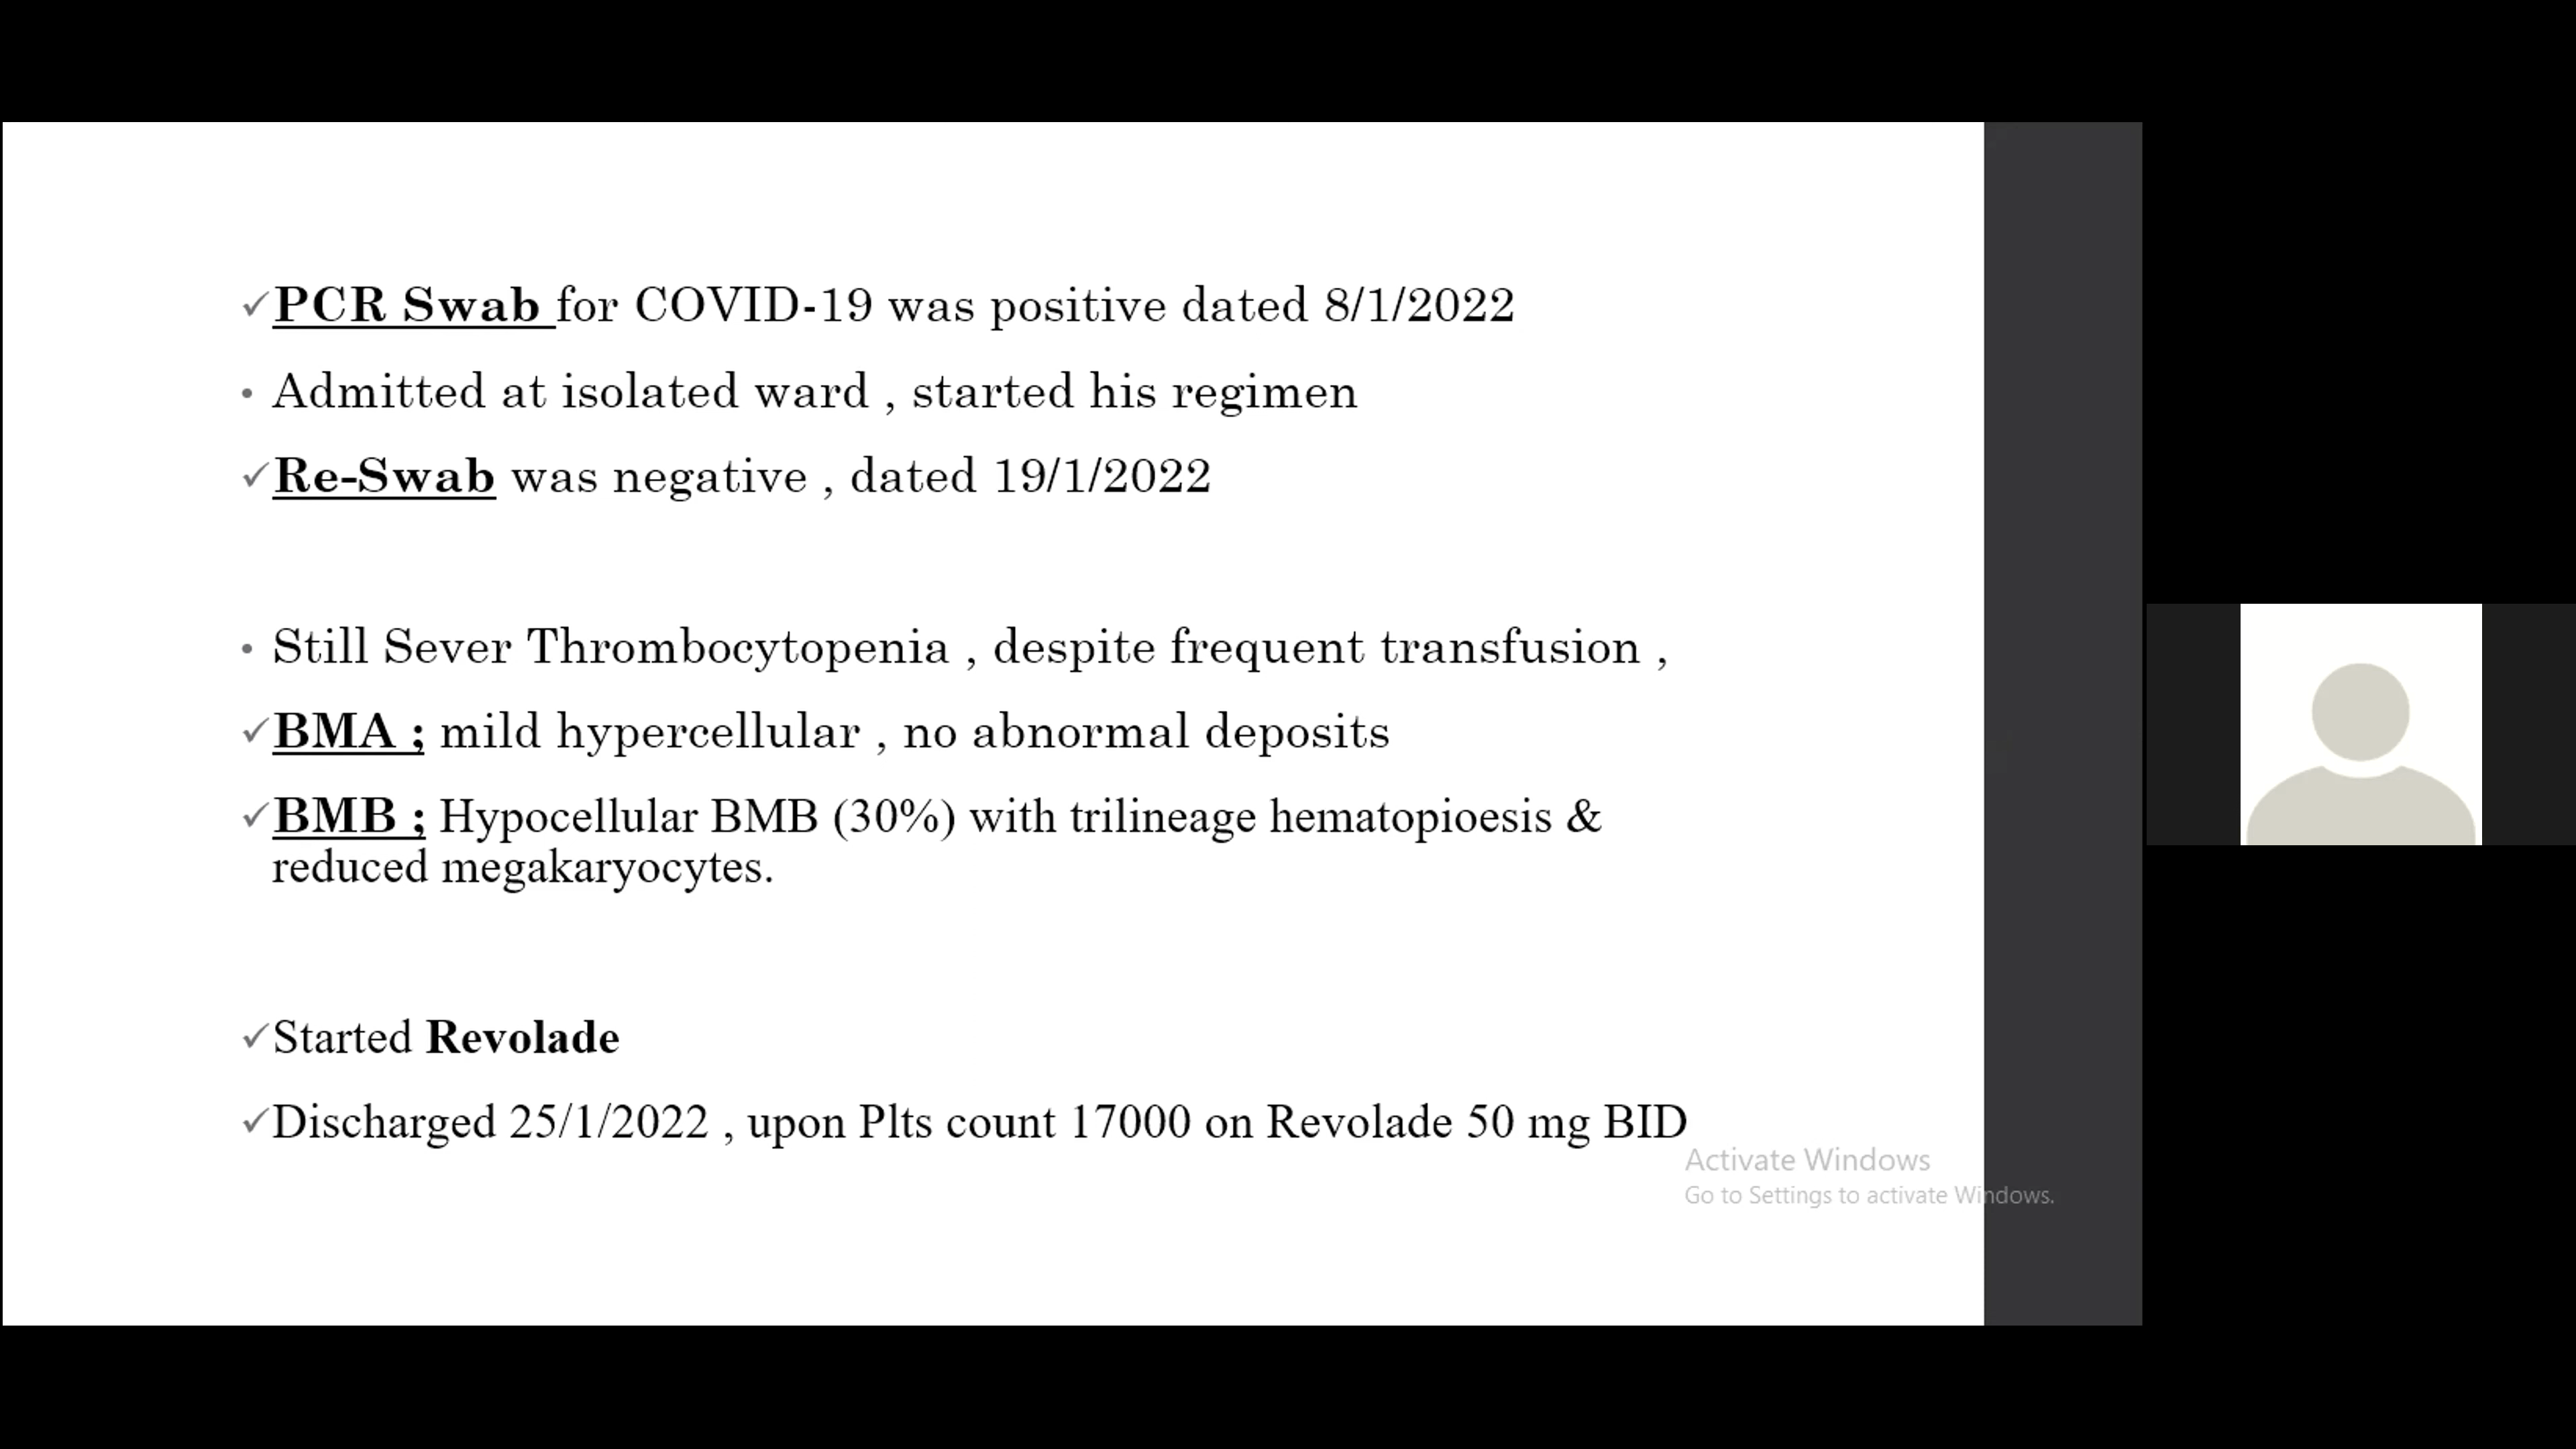 ✓PCR Swab for COVID-19 was positive dated 8/1/2022
• Admitted at isolated ward , started his regimen
✓Re-Swab was negative , dated 19/1/2022
• Still Sever Thrombocytopenia , despite frequent transfusion ,
✓BMA ; mild hypercellular , no abnormal deposits
✓BMB ; Hypocellular BMB (30%) with trilineage hematopioesis &
reduced megakaryocytes.
✓Started Revolade
✓Discharged 25/1/2022 , upon Plts count 17000 on Revolade 50 mg BID
Activate Windows
Go to Settings to activate Windows.